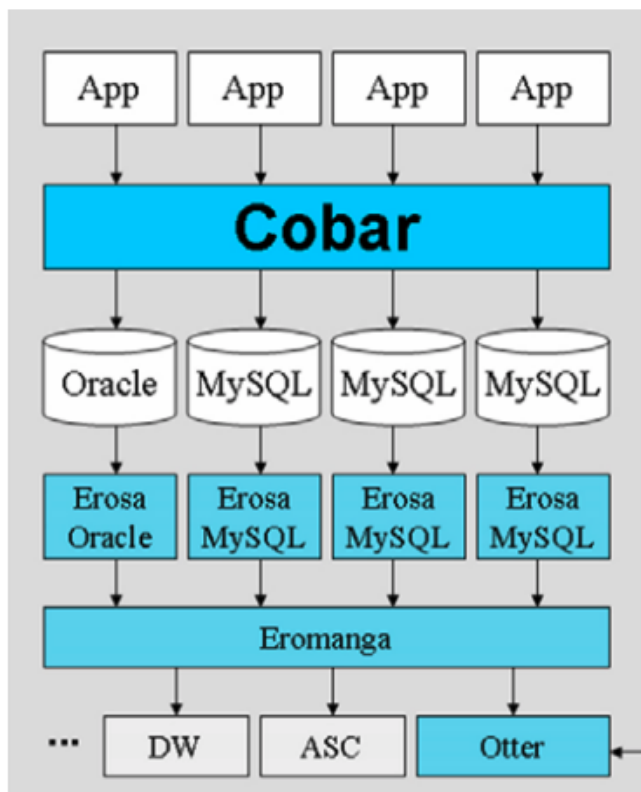 App App App App
Cobar
Oracle MySQL MySQL MySQL
Erosa Erosa Erosa Erosa
Oracle MySQL MySQL MySQL
Eromanga
... DW ASC Otter